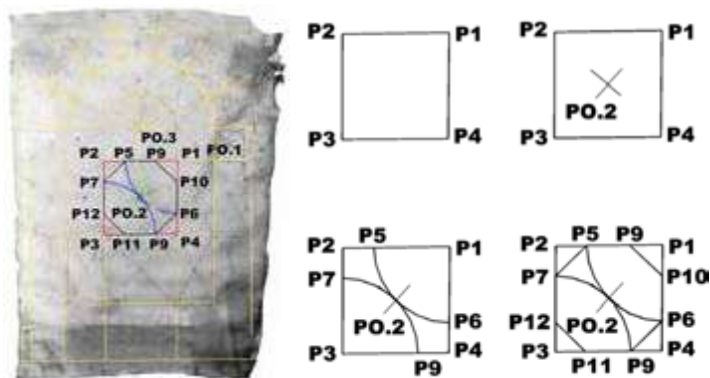 PO.3
P2 P5 P9 P1 PO.1
P7 P10
P12 PO.2 P6
P3 P11 P9 P4
P2 P1
P3 P4
P2 P1
PO.2
P3 P4
P5
P2 P1
P7
PO.2 P6
P3 P4
P9
P5 P9
P2 P1
P7 P10
P12 PO.2 P6
P3 P4
P11 P9